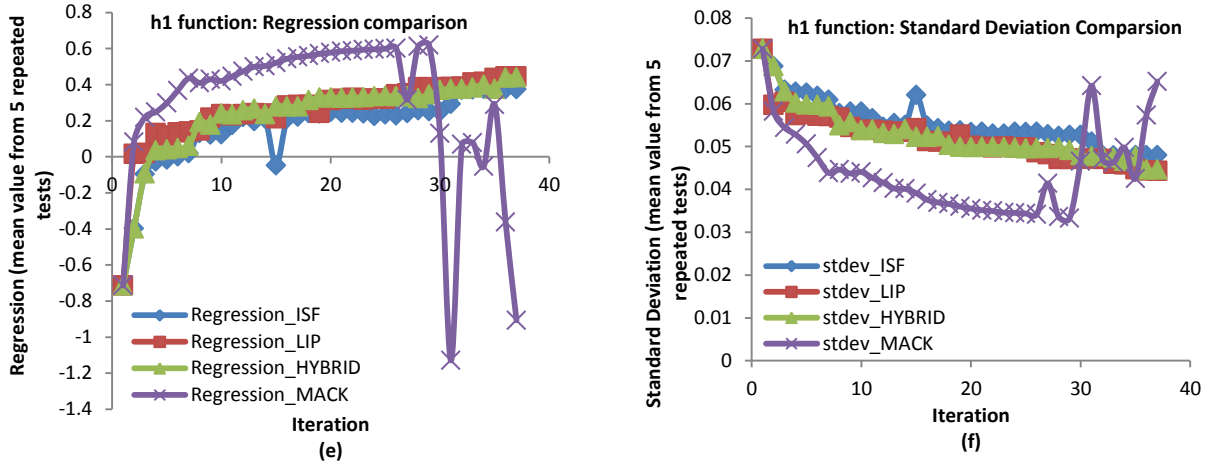 h1 function: Regression comparison
Regression (mean value from 5 repeated
tests)
0.8
0.6
0.4
0.2
0
-0.2
-0.4
-0.6
-0.8
-1
-1.2
-1.4
0
10
20
30
40
Regression_ISF
Regression_LIP
Regression_HYBRID
Regression_MACK
Iteration
(e)
h1 function: Standard Deviation Comparsion
Standard Deviation (mean value from 5
repeated tests)
0.08
0.07
0.06
0.05
0.04
0.03
0.02
0.01
0
0
10
20
30
40
stdev_ISF
stdev_LIP
stdev_HYBRID
stdev_MACK
Iteration
(f)